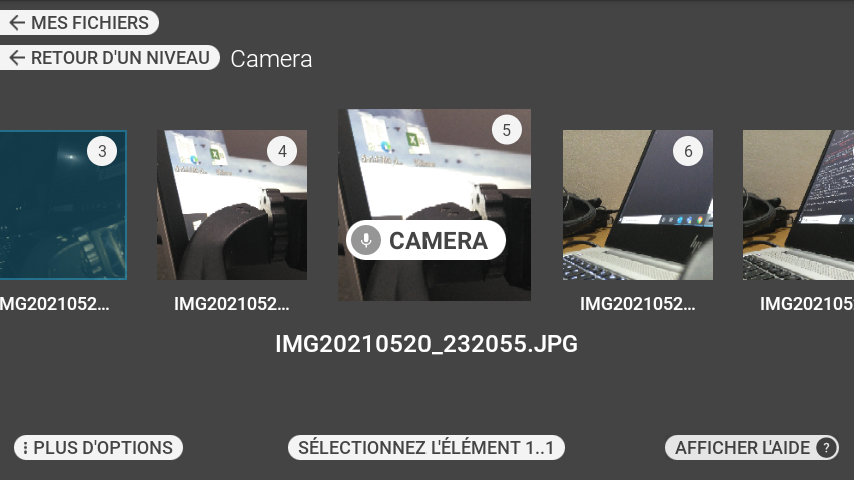 MES FICHIERS
RETOUR D'UN NIVEAU Camera
3
4
5
6
CAMERA
MG2021052...
IMG2021052...
IMG2021052...
IMG202105
IMG20210520_232055.JPG
PLUS D'OPTIONS
SÉLECTIONNEZ L'ÉLÉMENT 1..1
AFFICHER L'AIDE ?